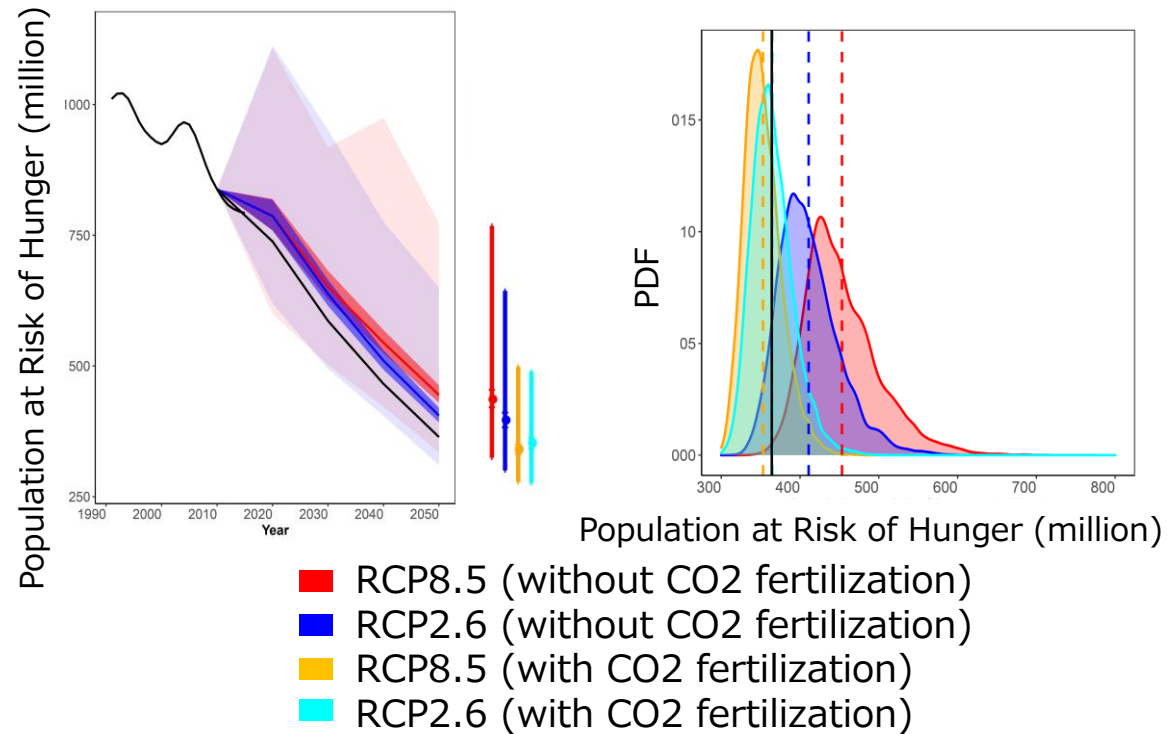 Population at Risk of Hunger (million)
1000
750
500
250
1990
2000
2010
2020
2030
2040
2050
Year
PDF
015
10
05
000
300
400
500
600
700
800
Population at Risk of Hunger (million)
RCP8.5 (without CO2 fertilization)
RCP2.6 (without CO2 fertilization)
RCP8.5 (with CO2 fertilization)
RCP2.6 (with CO2 fertilization)